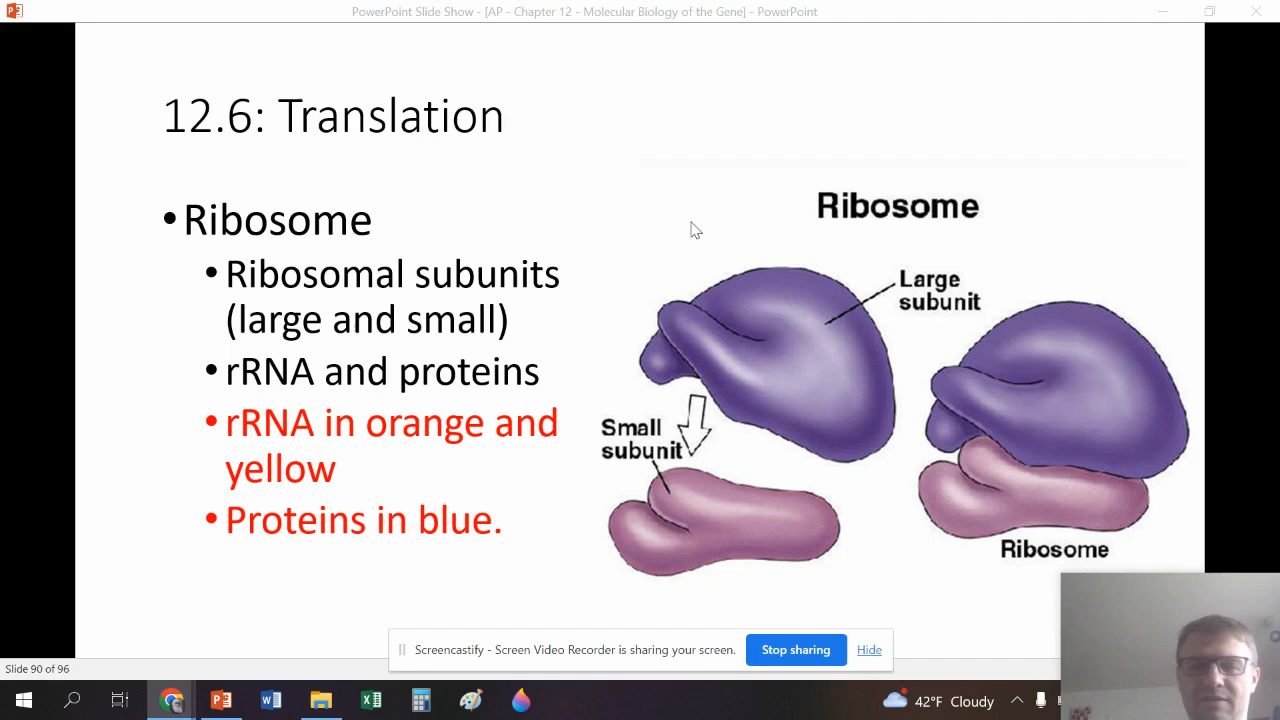 PowerPoint Slide Show - [AP - Chapter 12 - Molecular Biology of the Gene] - PowerPoint
12.6: Translation
•Ribosome
•Ribosomal subunits
(large and small)
•rRNA and proteins
•rRNA in orange and
yellow
•Proteins in blue.
Ribosome
Large
subunit
Small
subunit
Ribosome
Screencastify - Screen Video Recorder is sharing your screen.
Stop sharing
Hide
Slide 90 of 96
42°F Cloudy